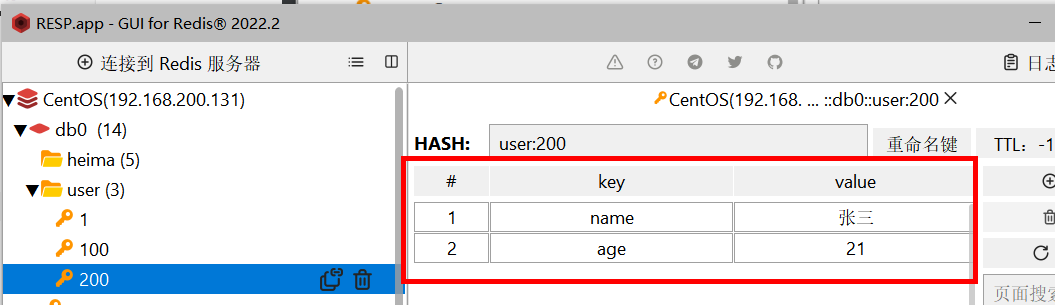 RESP.app - GUI for Redis® 2022.2
连接到 Redis 服务器
日志
CentOS(192.168.200.131)
CentOS(192.168. ... ::db0::user:200
db0 (14)
HASH: user:200 重命名键 TTL: -1
heima (5)
user (3)
# key value
1
1 name 张三
100
2 age 21
200
页面搜索